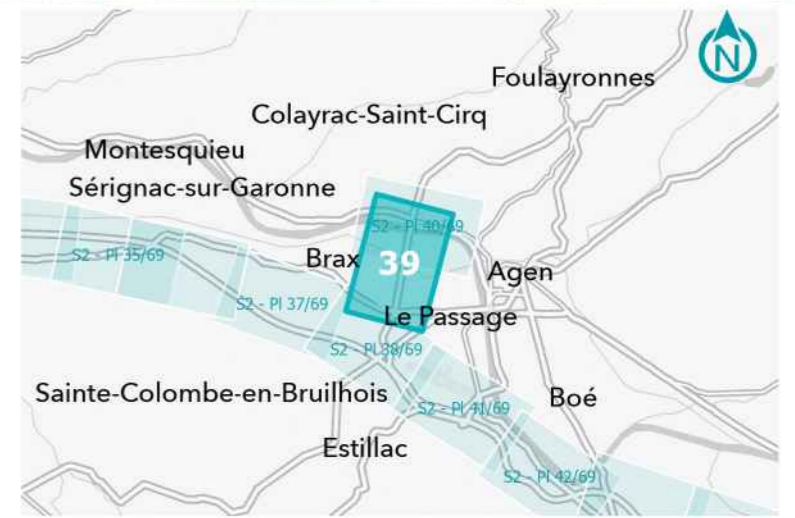 N
Foulayronnes
Colayrac-Saint-Cirq
Montesquieu
Sérignac-sur-Garonne
S2 - Pl 40/69
S2 - Pl 35/69
Brax
39
Agen
S2 - Pl 37/69
Le Passage
S2 - Pl 38/69
Sainte-Colombe-en-Bruilhois
S2 - Pl 41/69
Boé
Estillac
S2 - Pl 42/69